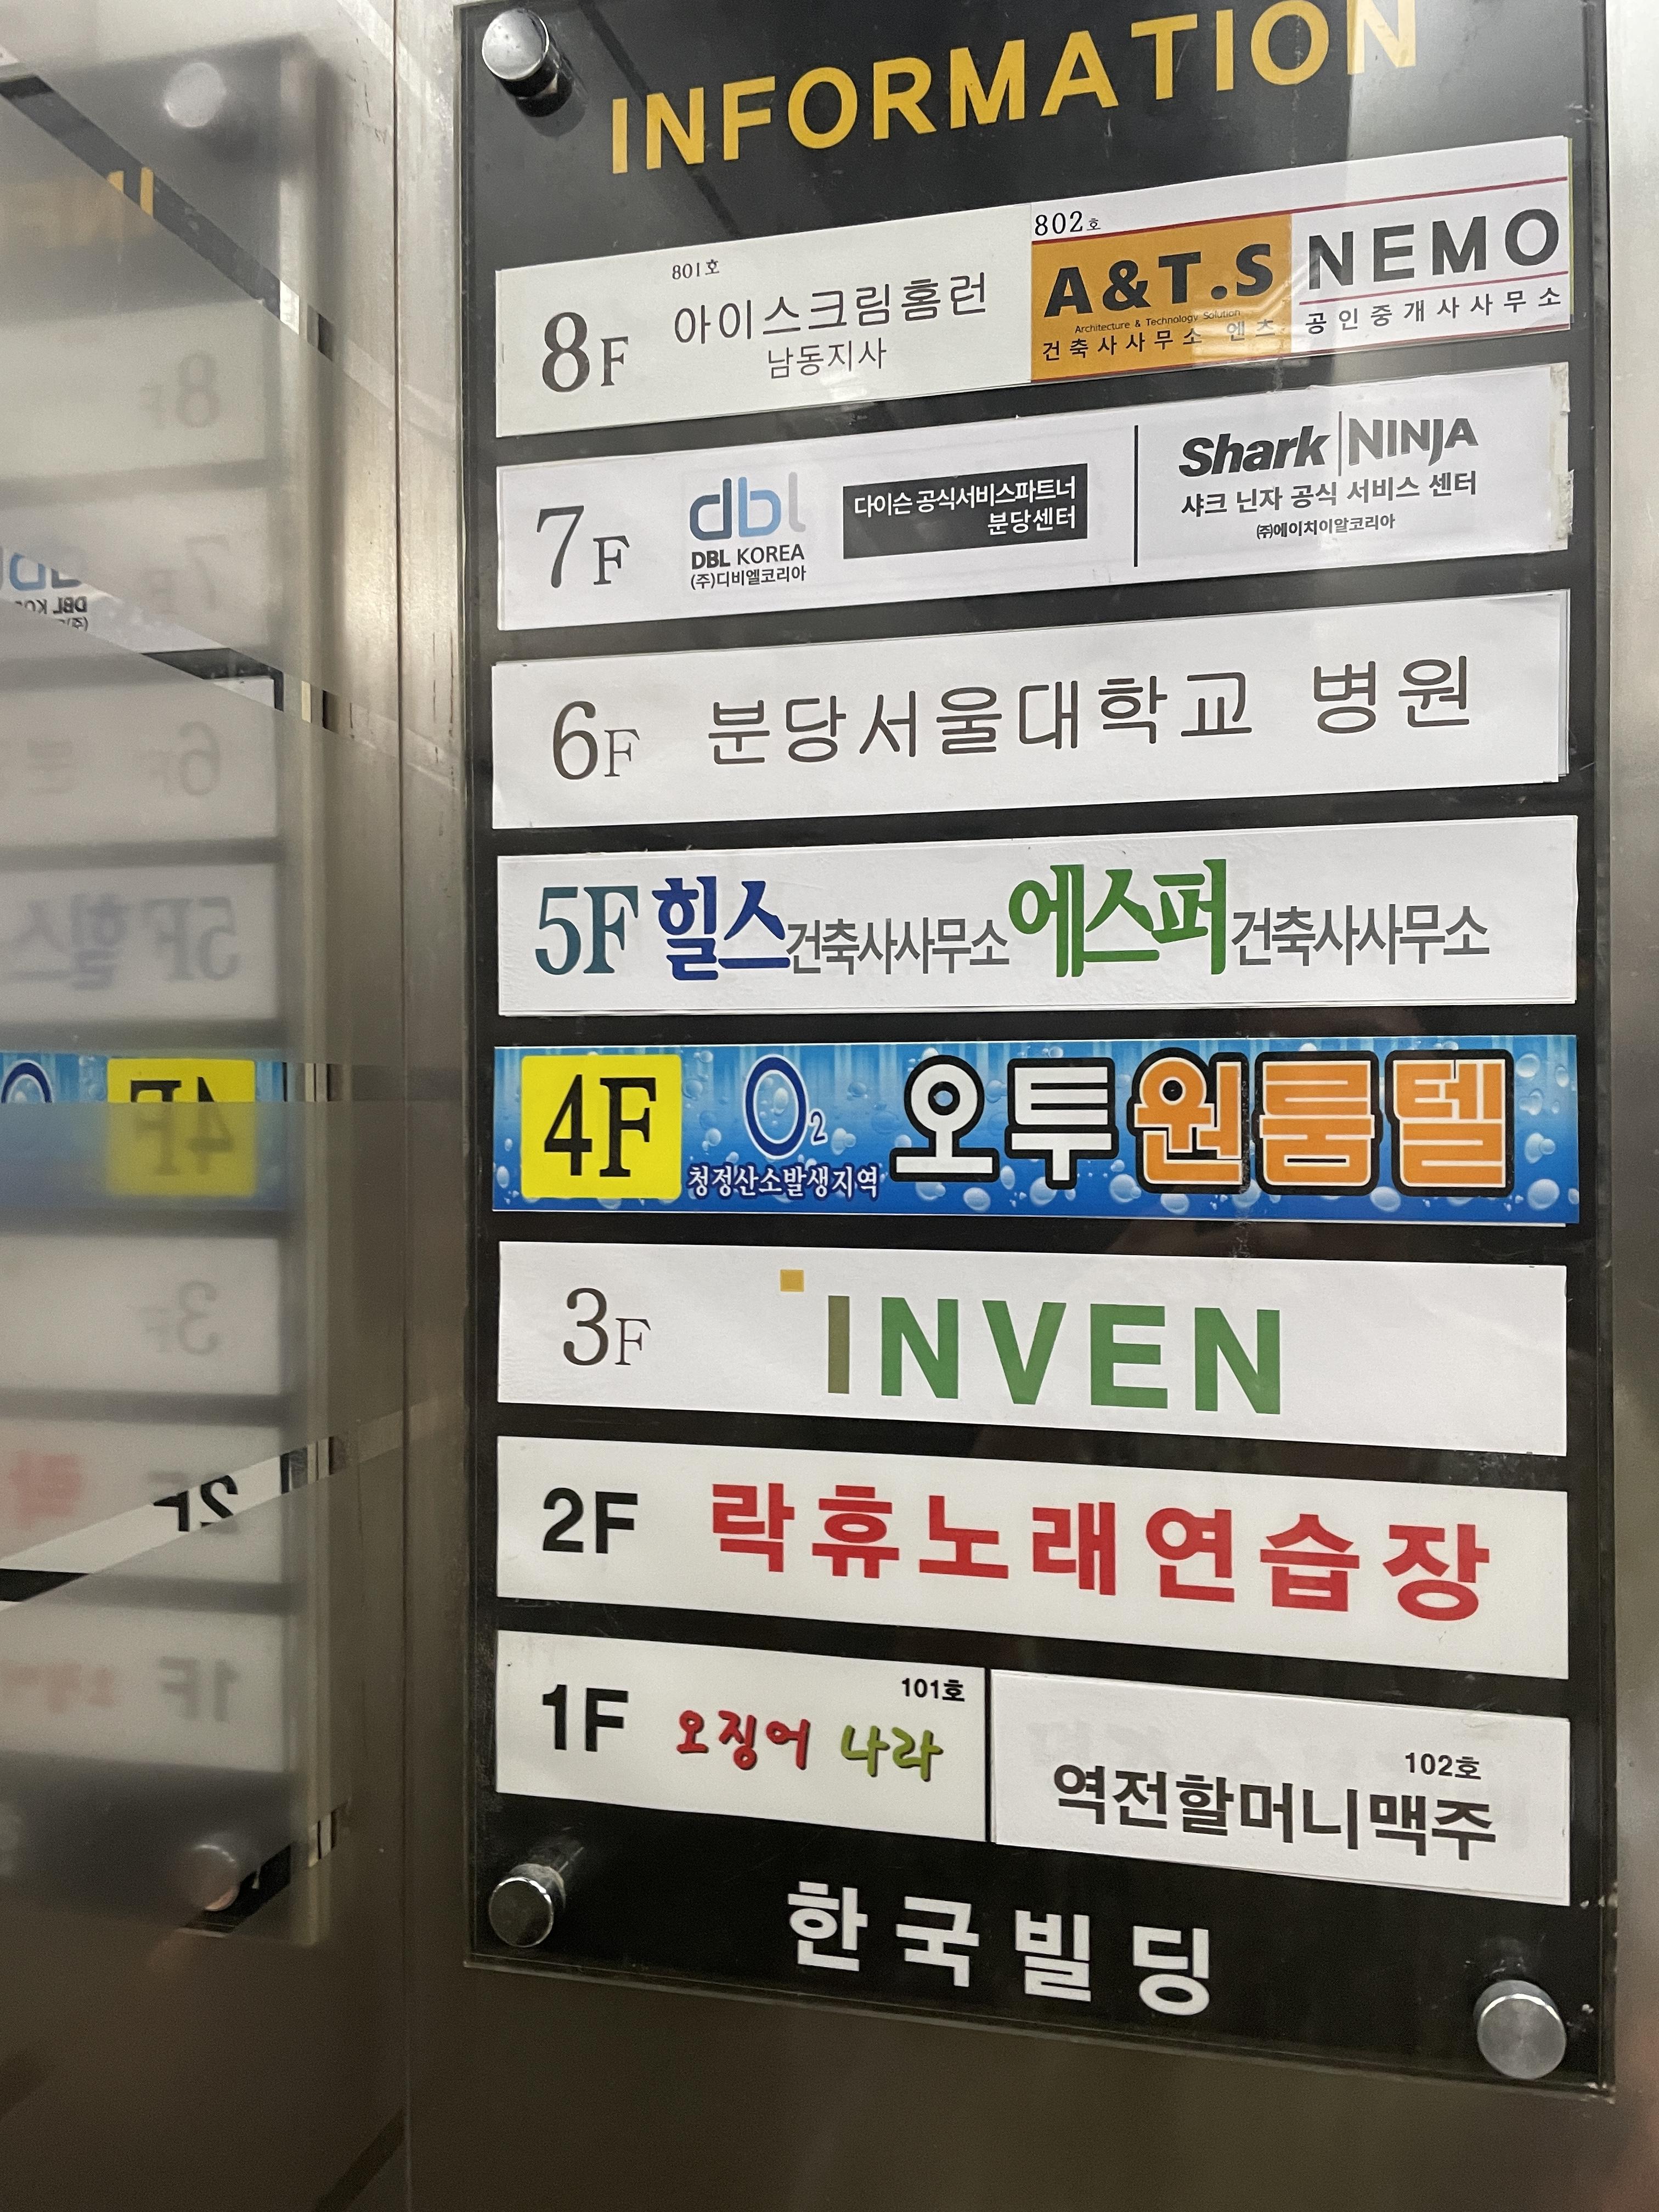 INFORMATION
8F
801호
아이스크림홈런
남동지사
802호
A&T.S
Architecture & Technology Solution
건축사사무소 엔츠
NEMO
공인중개사사무소
7F
dbl
DBL KOREA
(주)디비엘코리아
다이슨 공식서비스파트너
분당센터
Shark NINJA
샤크 닌자 공식 서비스 센터
㈜에이치이알코리아
6F 분당서울대학교 병원
5F 힐스건축사사무소 에스퍼건축사사무소
4F
O2
청정산소발생지역
오투원룸텔
3F INVEN
2F 락휴노래연습장
1F
101호
오징어 나라
102호
역전할머니맥주
한국빌딩